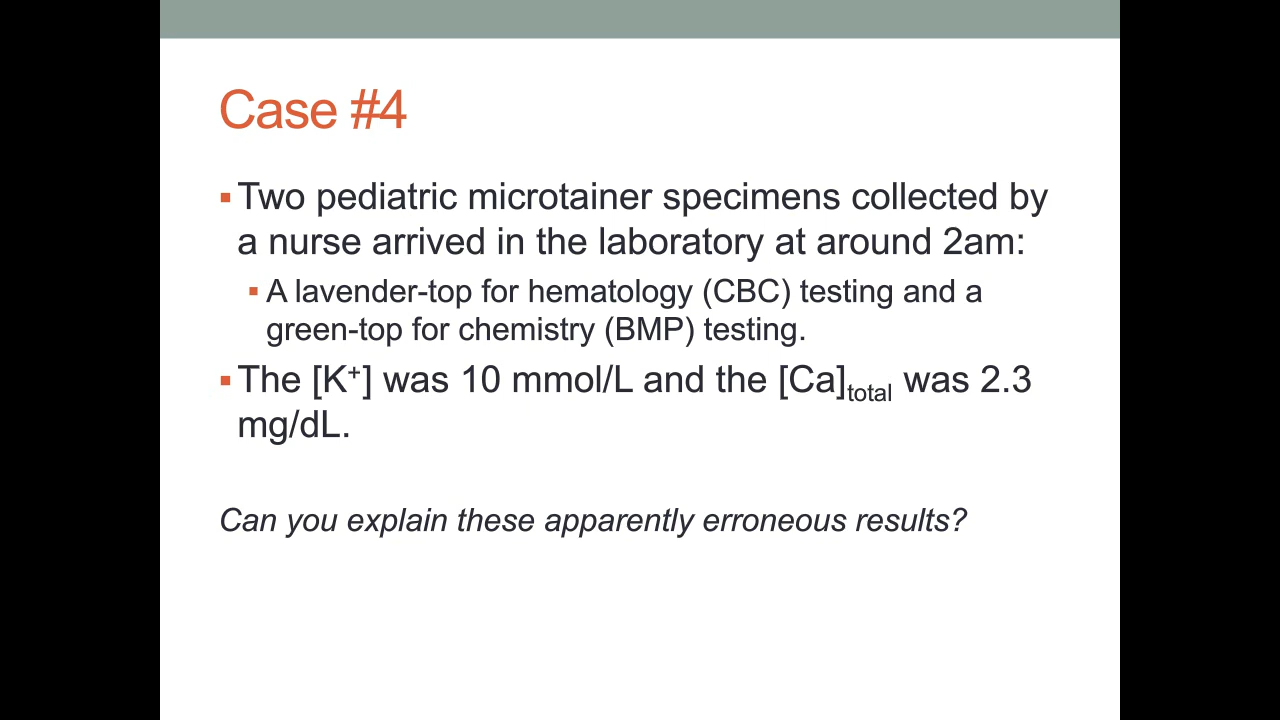 Case #4
▪ Two pediatric microtainer specimens collected by
a nurse arrived in the laboratory at around 2am:
▪ A lavender-top for hematology (CBC) testing and a
green-top for chemistry (BMP) testing.
▪ The [K⁺] was 10 mmol/L and the [Ca]total was 2.3
mg/dL.
Can you explain these apparently erroneous results?